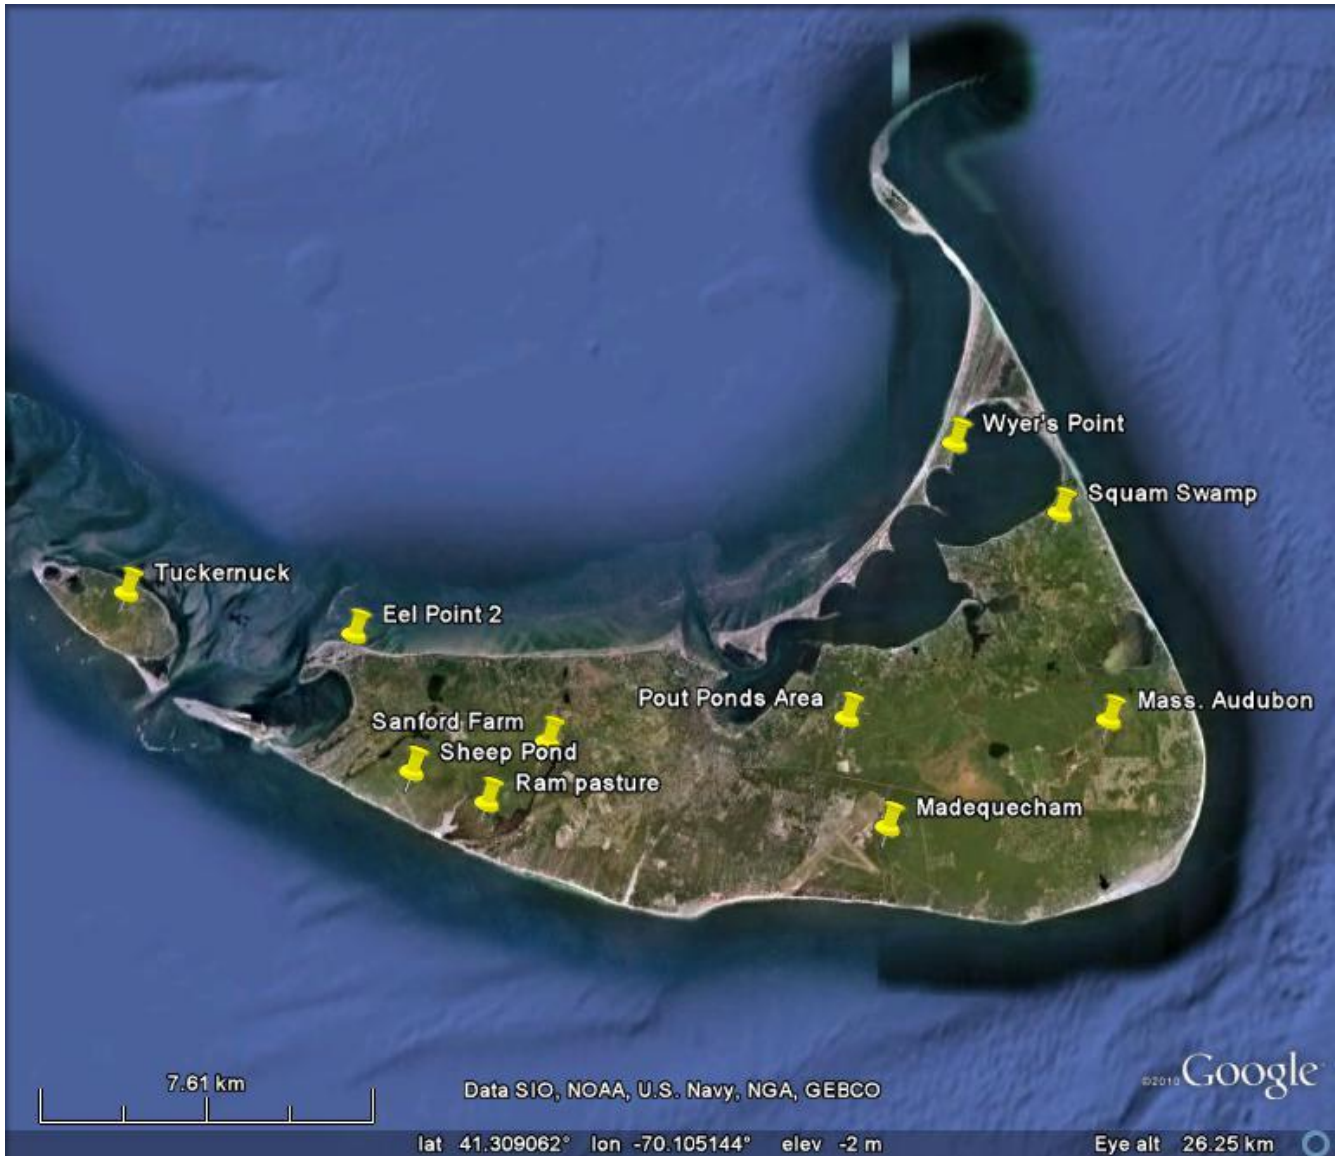 Wyer's Point
Squam Swamp
Tuckernuck
Eel Point 2
Pout Ponds Area
Mass. Audubon
Sanford Farm
Sheep Pond
Ram pasture
Madequecham
7.61 km
Data SIO, NOAA, U.S. Navy, NGA, GEBCO
©2010 Google
lat 41.309062° lon -70.105144° elev -2 m
Eye alt 26.25 km